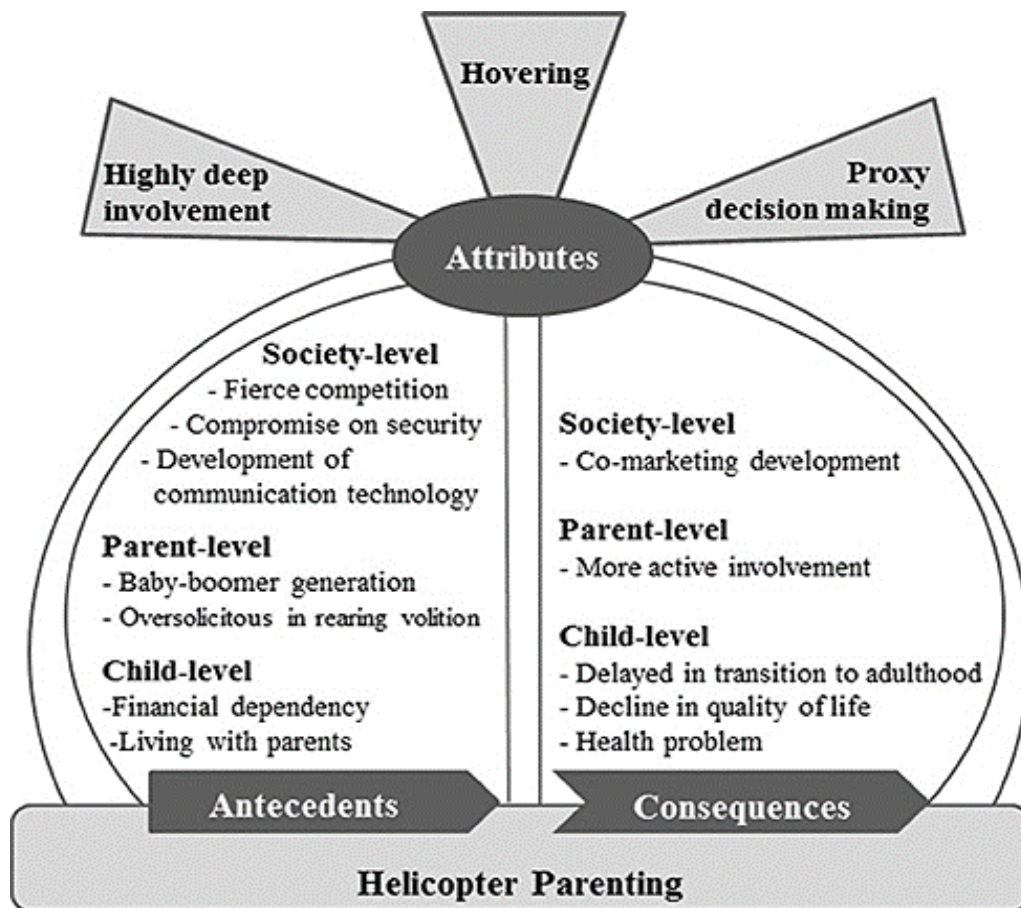 Hovering
Highly deep
involvement
Proxy
decision making
Attributes
Society-level
- Fierce competition
- Compromise on security
- Development of
communication technology
Parent-level
- Baby-boomer generation
- Oversolicitous in rearing volition
Child-level
-Financial dependency
-Living with parents
Society-level
- Co-marketing development
Parent-level
- More active involvement
Child-level
- Delayed in transition to adulthood
- Decline in quality of life
- Health problem
Antecedents
Consequences
Helicopter Parenting